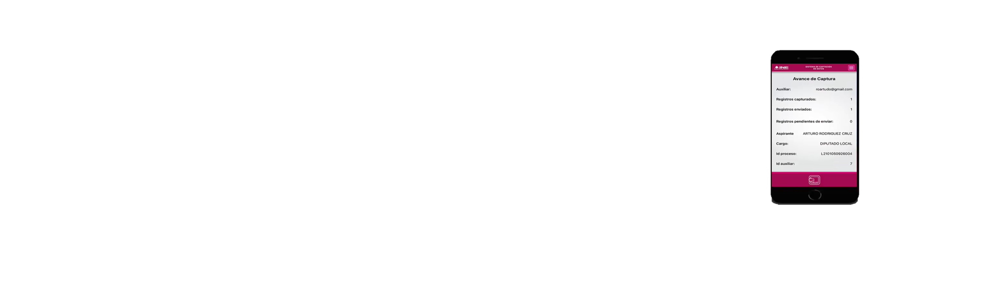 INE
SISTEMA DE CAPTACIÓN
DE DATOS
Avance de Captura
Auxiliar: roartudo@gmail.com
Registros capturados: 1
Registros enviados: 1
Registros pendientes de enviar: 0
Aspirante ARTURO RODRIGUEZ CRUZ
Cargo: DIPUTADO LOCAL
Id proceso: L2101050926004
Id auxiliar: 7